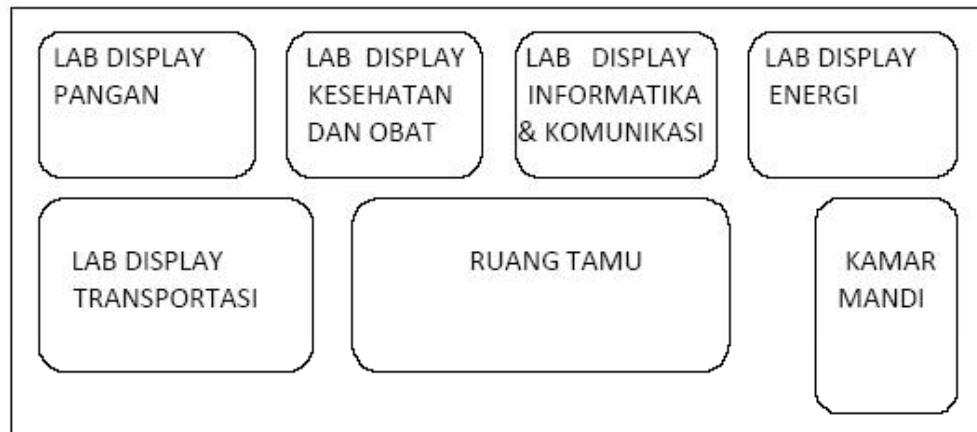 LAB DISPLAY
PANGAN
LAB DISPLAY
KESEHATAN
DAN OBAT
LAB DISPLAY
INFORMATIKA
& KOMUNIKASI
LAB DISPLAY
ENERGI
LAB DISPLAY
TRANSPORTASI
RUANG TAMU
KAMAR
MANDI